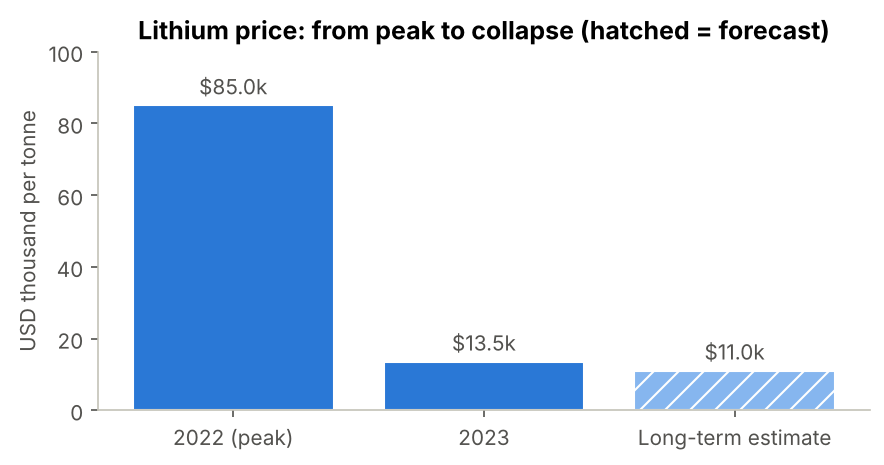 Lithium price: from peak to collapse (hatched = forecast)
USD thousand per tonne
100
80
60
40
20
0
$85.0k
$13.5k
$11.0k
2022 (peak)
2023
Long-term estimate